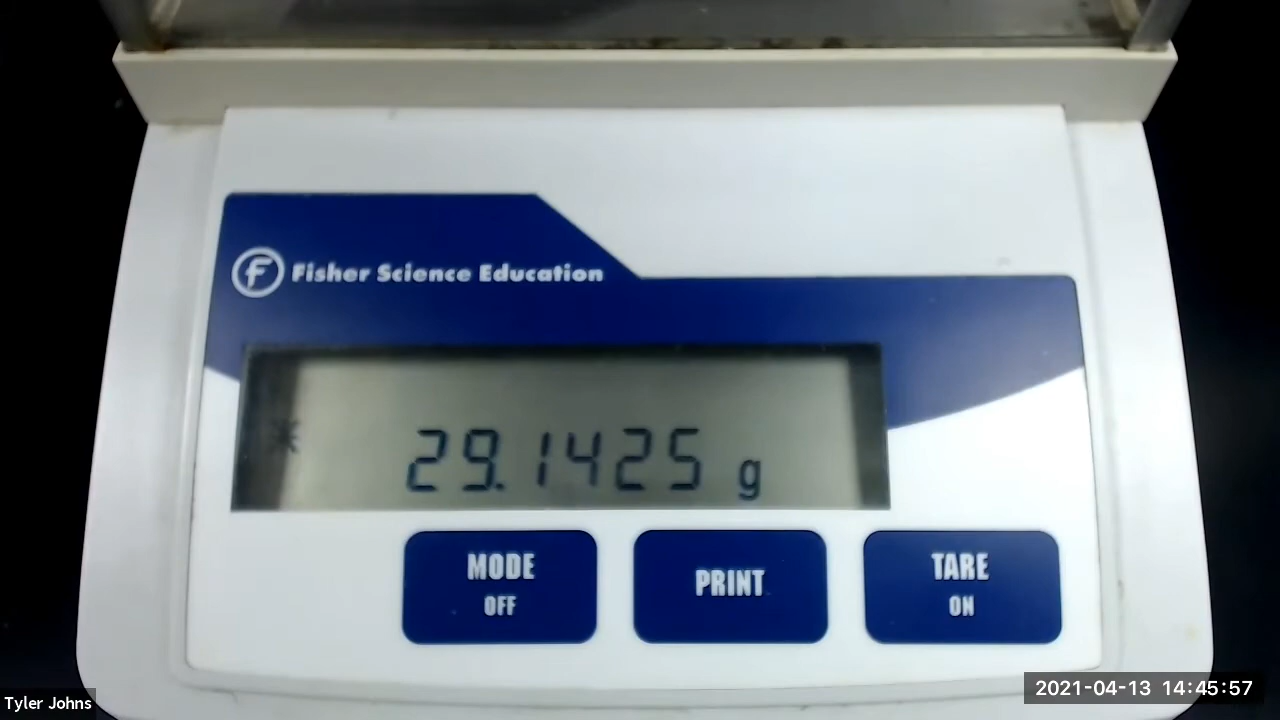 F Fisher Science Education
* 29.1425 g
MODE
OFF
PRINT
TARE
ON
Tyler Johns
2021-04-13 14:45:57